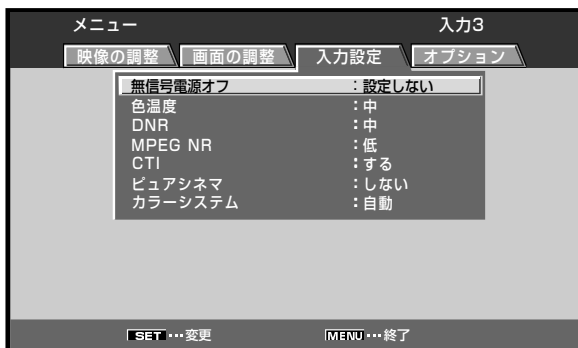 メニュー 入力3
映像の調整 画面の調整 入力設定 オプション
無信号電源オフ :設定しない
色温度 :中
DNR :中
MPEG NR :低
CTI :する
ピュアシネマ :しない
カラーシステム :自動
SET…変更 MENU…終了